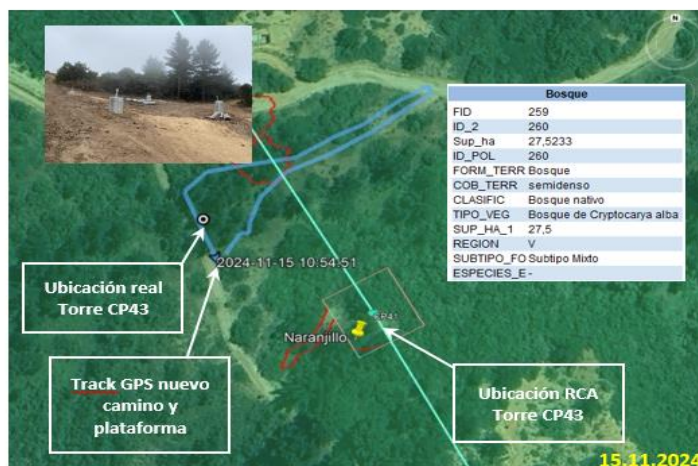 N
Bosque
FID 259
ID_2 260
Sup_ha 27,5233
ID_POL 260
FORM_TERR Bosque
COB_TERR semidenso
CLASIFIC Bosque nativo
TIPO_VEG Bosque de Cryptocarya alba
SUP_HA_1 27,5
REGION V
SUBTIPO_FO Subtipo Mixto
ESPECIES_E -
2024-11-15 10:54:51
Ubicación real
Torre CP43
CP41
Naranjillo
Track GPS nuevo
camino y
plataforma
Ubicación RCA
Torre CP43
15.11.2024